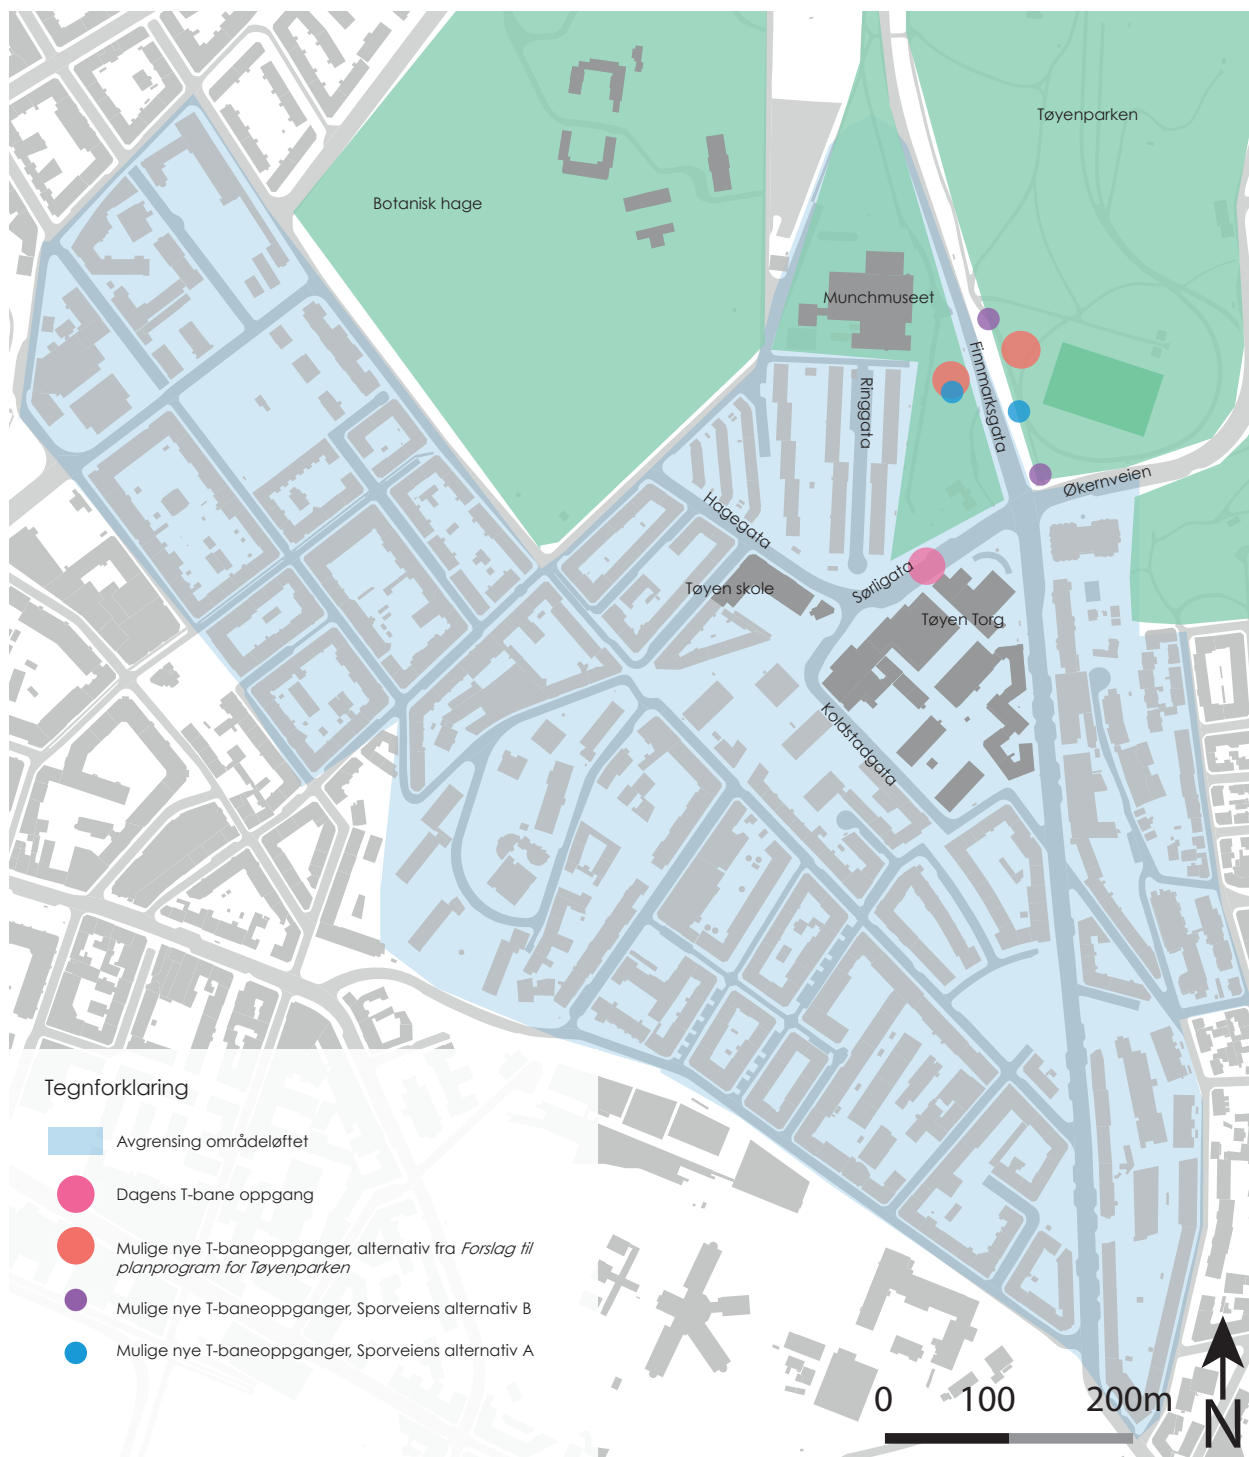 Tøyenparken
Botanisk hage
Munchmuseet
Finnmarksgata
Ringgata
Økernveien
Hagegata
Sørligata
Tøyen skole
Tøyen Torg
Koldstadgata
Tegnforklaring
Avgrensing områdeløftet
Dagens T-bane oppgang
Mulige nye T-baneoppganger, alternativ fra Forslag til
planprogram for Tøyenparken
Mulige nye T-baneoppganger, Sporveiens alternativ B
Mulige nye T-baneoppganger, Sporveiens alternativ A
0 100 200m
N